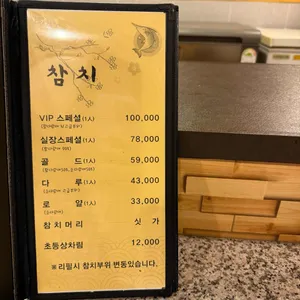 참치
VIP 스페셜(1人) 100,000
실장스페셜(1人) 78,000
골드(1人) 59,000
다루(1人) 43,000
로얄(1人) 33,000
참치머리 싯가
초등상차림 12,000
※리필시 참치부위 변동있습니다.